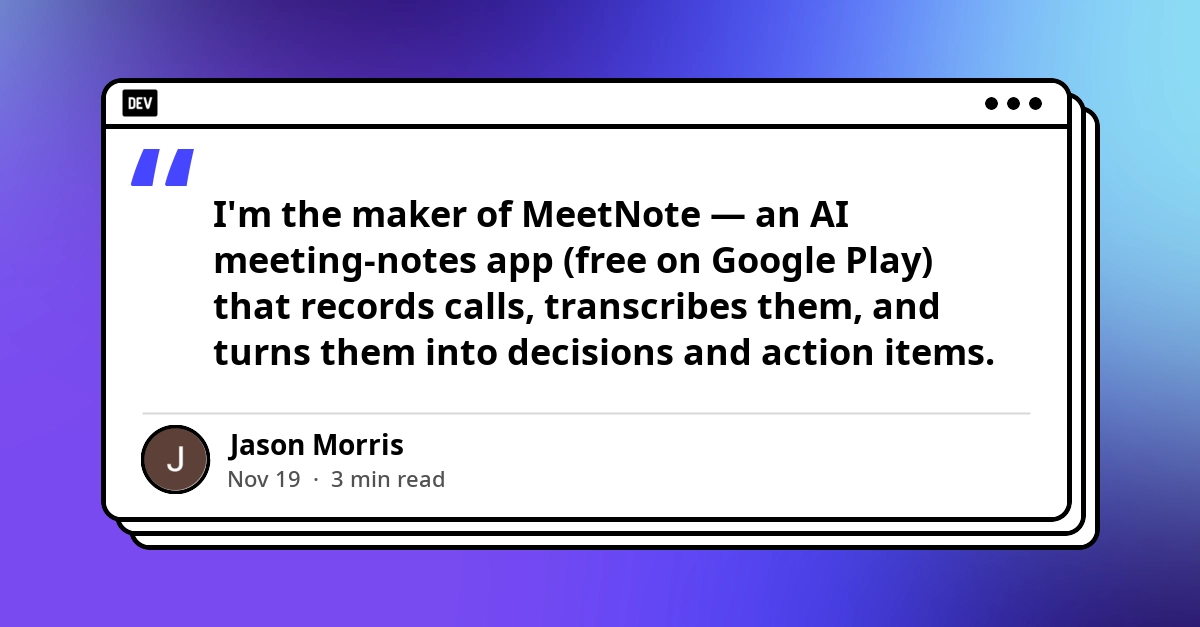 DEV
“
I'm the maker of MeetNote — an AI
meeting-notes app (free on Google Play)
that records calls, transcribes them, and
turns them into decisions and action items.
J
Jason Morris
Nov 19 · 3 min read